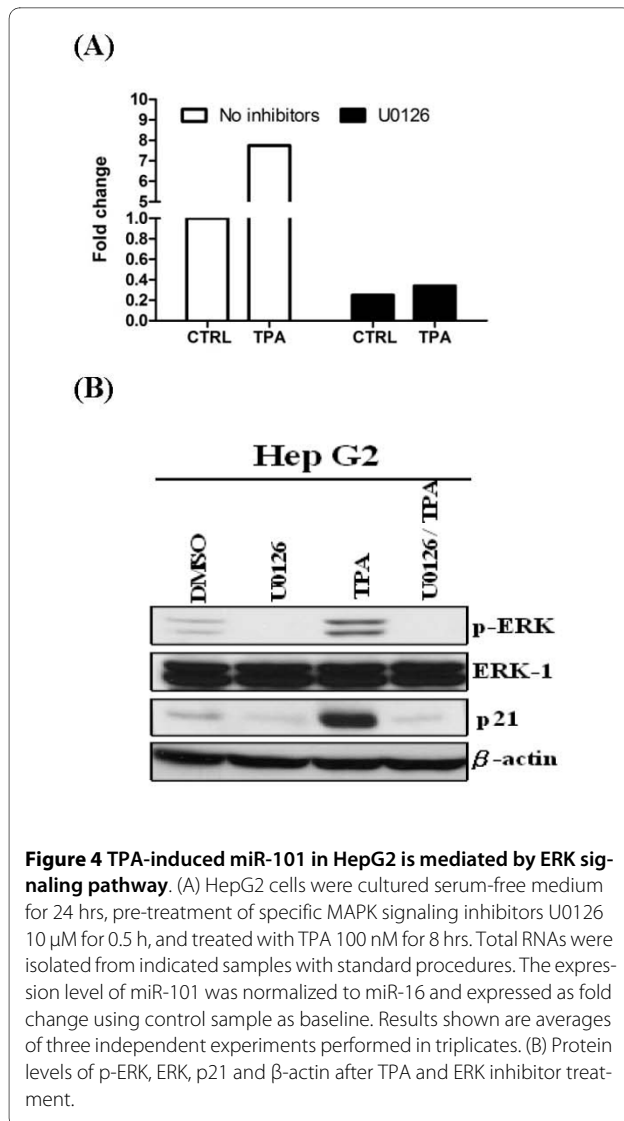 (A)
10
9
8
7
6
5
1.0
0.8
0.6
0.4
0.2
0.0
Fold change
No inhibitors
U0126
CTRL
TPA
CTRL
TPA
(B)
Hep G2
DMSO
U0126
TPA
U0126/ TPA
p-ERK
ERK-1
p21
β-actin
Figure 4 TPA-induced miR-101 in HepG2 is mediated by ERK sig-
naling pathway. (A) HepG2 cells were cultured serum-free medium
for 24 hrs, pre-treatment of specific MAPK signaling inhibitors U0126
10 μM for 0.5 h, and treated with TPA 100 nM for 8 hrs. Total RNAs were
isolated from indicated samples with standard procedures. The expres-
sion level of miR-101 was normalized to miR-16 and expressed as fold
change using control sample as baseline. Results shown are averages
of three independent experiments performed in triplicates. (B) Protein
levels of p-ERK, ERK, p21 and β-actin after TPA and ERK inhibitor treat-
ment.